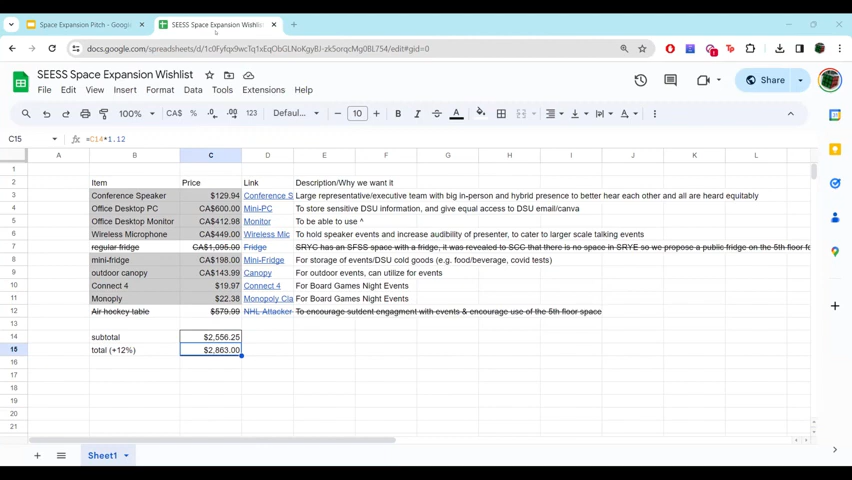 Space Expansion Pitch - Google
SEESS Space Expansion Wishlist
docs.google.com/spreadsheets/d/1c0Fyfqx9wcTq1xEqObGLNoKgyBJ-zk5orqcMg0BL754/edit#gid=0
SEESS Space Expansion Wishlist
File Edit View Insert Format Data Tools Extensions Help
Share
100% CA$ % .0 .00 123 Defaul... 10 B I A
C15 =C14*1.12
A B C D E F G H I J K L
1
2 Item Price Link Description/Why we want it
3 Conference Speaker $129.94 Conference S Large representative/executive team with big in-person and hybrid presence to better hear each other and all are heard equitably
4 Office Desktop PC CA$600.00 Mini-PC To store sensitive DSU information, and give equal access to DSU email/canva
5 Office Desktop Monitor CA$412.98 Monitor To be able to use ^
6 Wireless Microphone CA$449.00 Wireless Mic To hold speaker events and increase audibility of presenter, to cater to larger scale talking events
7 regular fridge CA$1,095.00 Fridge SRYC has an SFSS space with a fridge, it was revealed to SCC that there is no space in SRYE so we propose a public fridge on the 5th floor fo
8 mini-fridge CA$198.00 Mini-Fridge For storage of events/DSU cold goods (e.g. food/beverage, covid tests)
9 outdoor canopy CA$143.99 Canopy For outdoor events, can utilize for events
10 Connect 4 $19.97 Connect 4 For Board Games Night Events
11 Monoply $22.38 Monopoly Cla For Board Games Night Events
12 Air hockey table $579.99 NHL Attacker To encourage sutdent engagment with events & encourage use of the 5th floor space
13
14 subtotal $2,556.25
15 total (+12%) $2,863.00
16
17
18
19
20
21
Sheet1